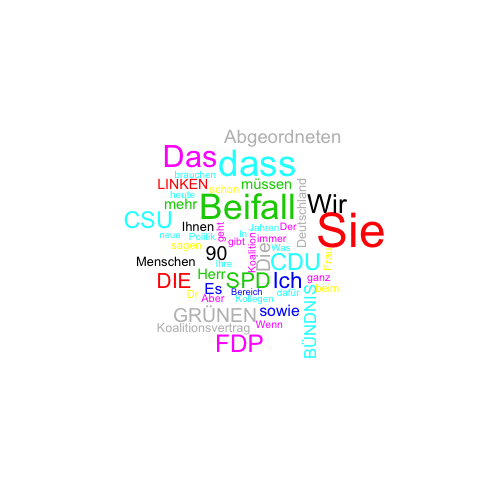 Abgeordneten
Das
dass
brauchen
LINKEN
schon
müssen
heute
mehr
Beifall
Wir
Deutschland
CSU
Ihnen
geht
In
Jahren
Der
Sie
neue
Politik
gibt
immer
sagen
90
Koalition
Die
Was
Frau
Menschen
Ihre
CDU
DIE
Herr
SPD
Ich
ganz
Dr
Es
Bereich
dafür
beim
Aber
Kollegen
BÜNDNIS
GRÜNEN
sowie
Koalitionsvertrag
Wenn
FDP